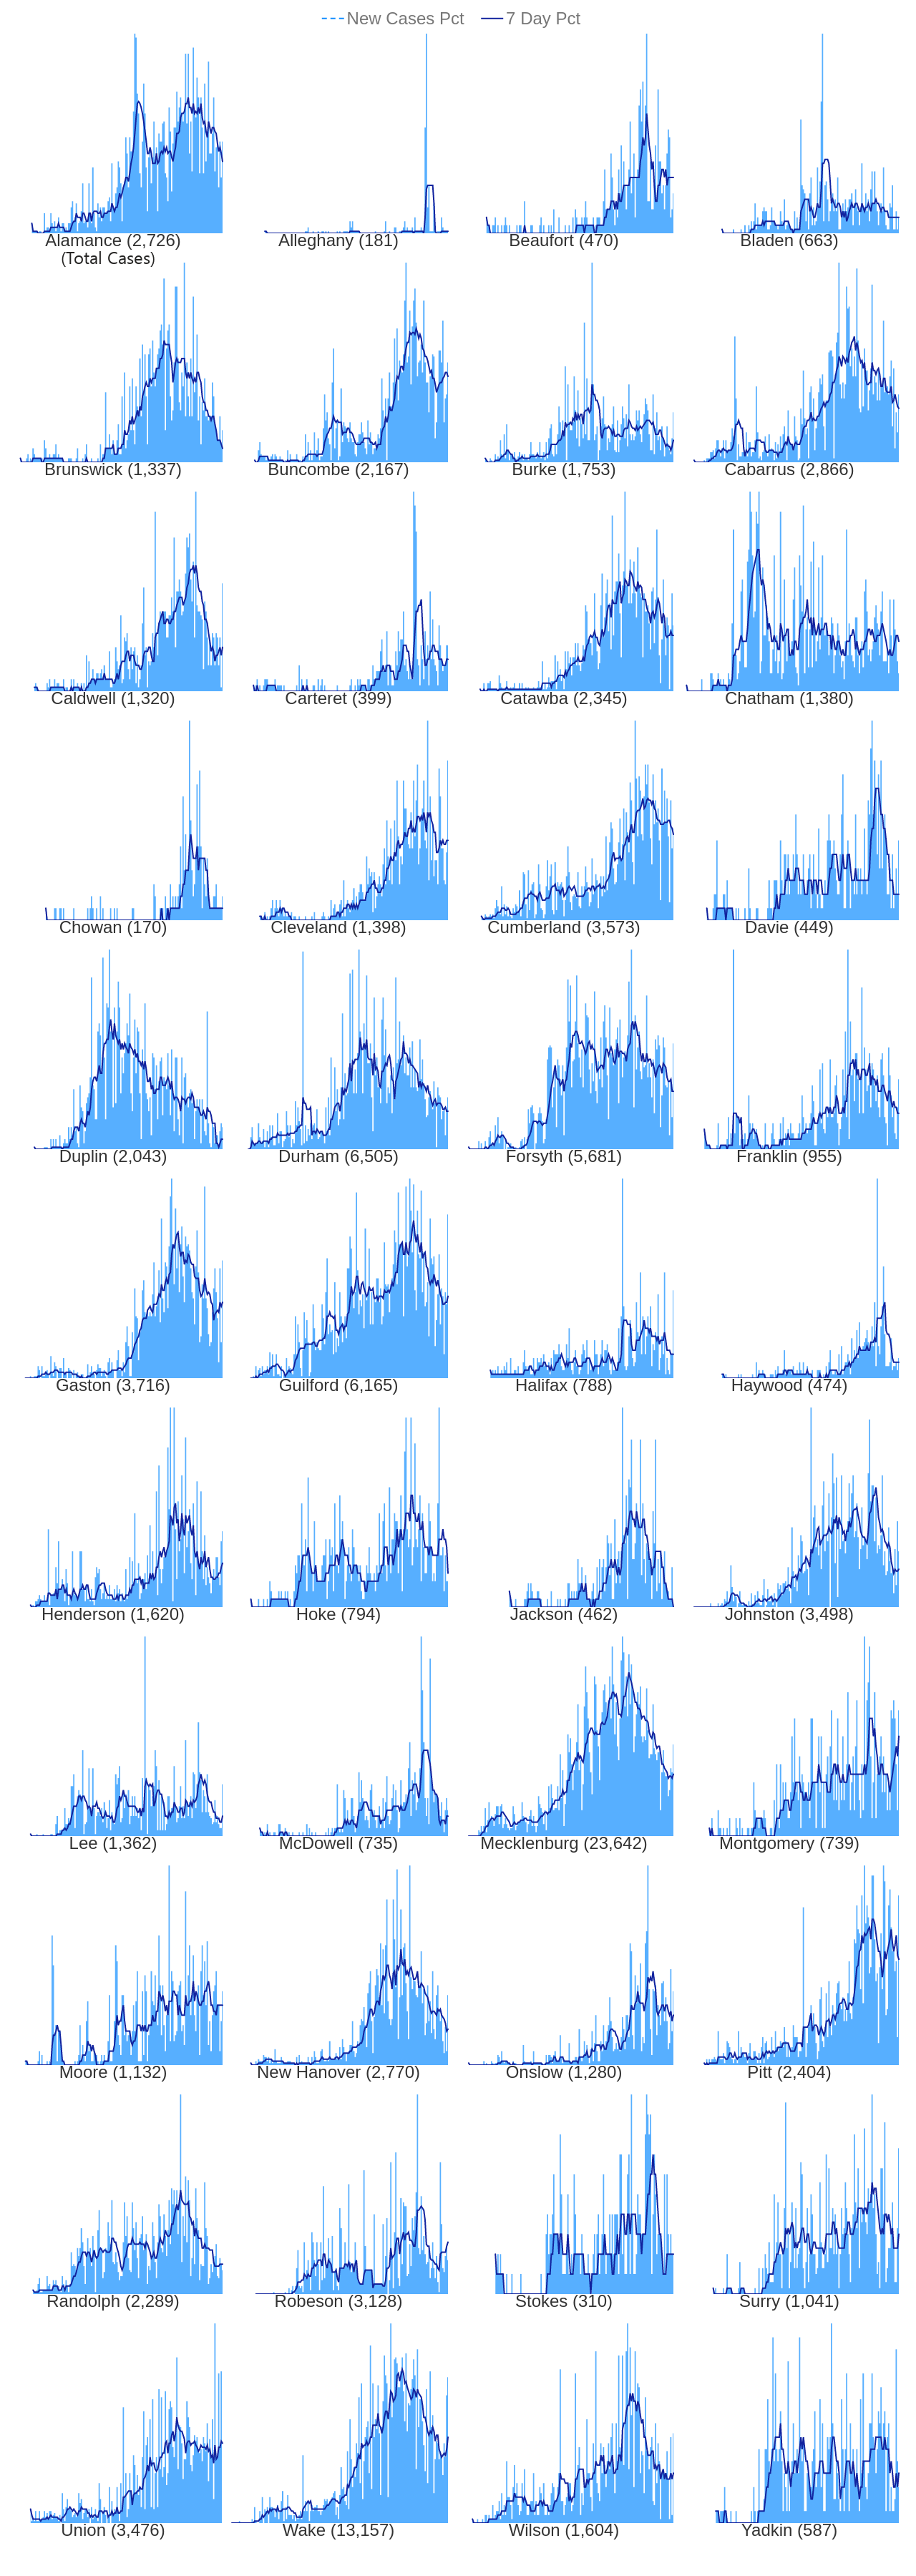 New Cases Pct 7 Day Pct
Alamance (2,726) Alleghany (181) Beaufort (470) Bladen (663)
(Total Cases)
Brunswick (1,337) Buncombe (2,167) Burke (1,753) Cabarrus (2,866)
Caldwell (1,320) Carteret (399) Catawba (2,345) Chatham (1,380)
Chowan (170) Cleveland (1,398) Cumberland (3,573) Davie (449)
Duplin (2,043) Durham (6,505) Forsyth (5,681) Franklin (955)
Gaston (3,716) Guilford (6,165) Halifax (788) Haywood (474)
Henderson (1,620) Hoke (794) Jackson (462) Johnston (3,498)
Lee (1,362) McDowell (735) Mecklenburg (23,642) Montgomery (739)
Moore (1,132) New Hanover (2,770) Onslow (1,280) Pitt (2,404)
Randolph (2,289) Robeson (3,128) Stokes (310) Surry (1,041)
Union (3,476) Wake (13,157) Wilson (1,604) Yadkin (587)